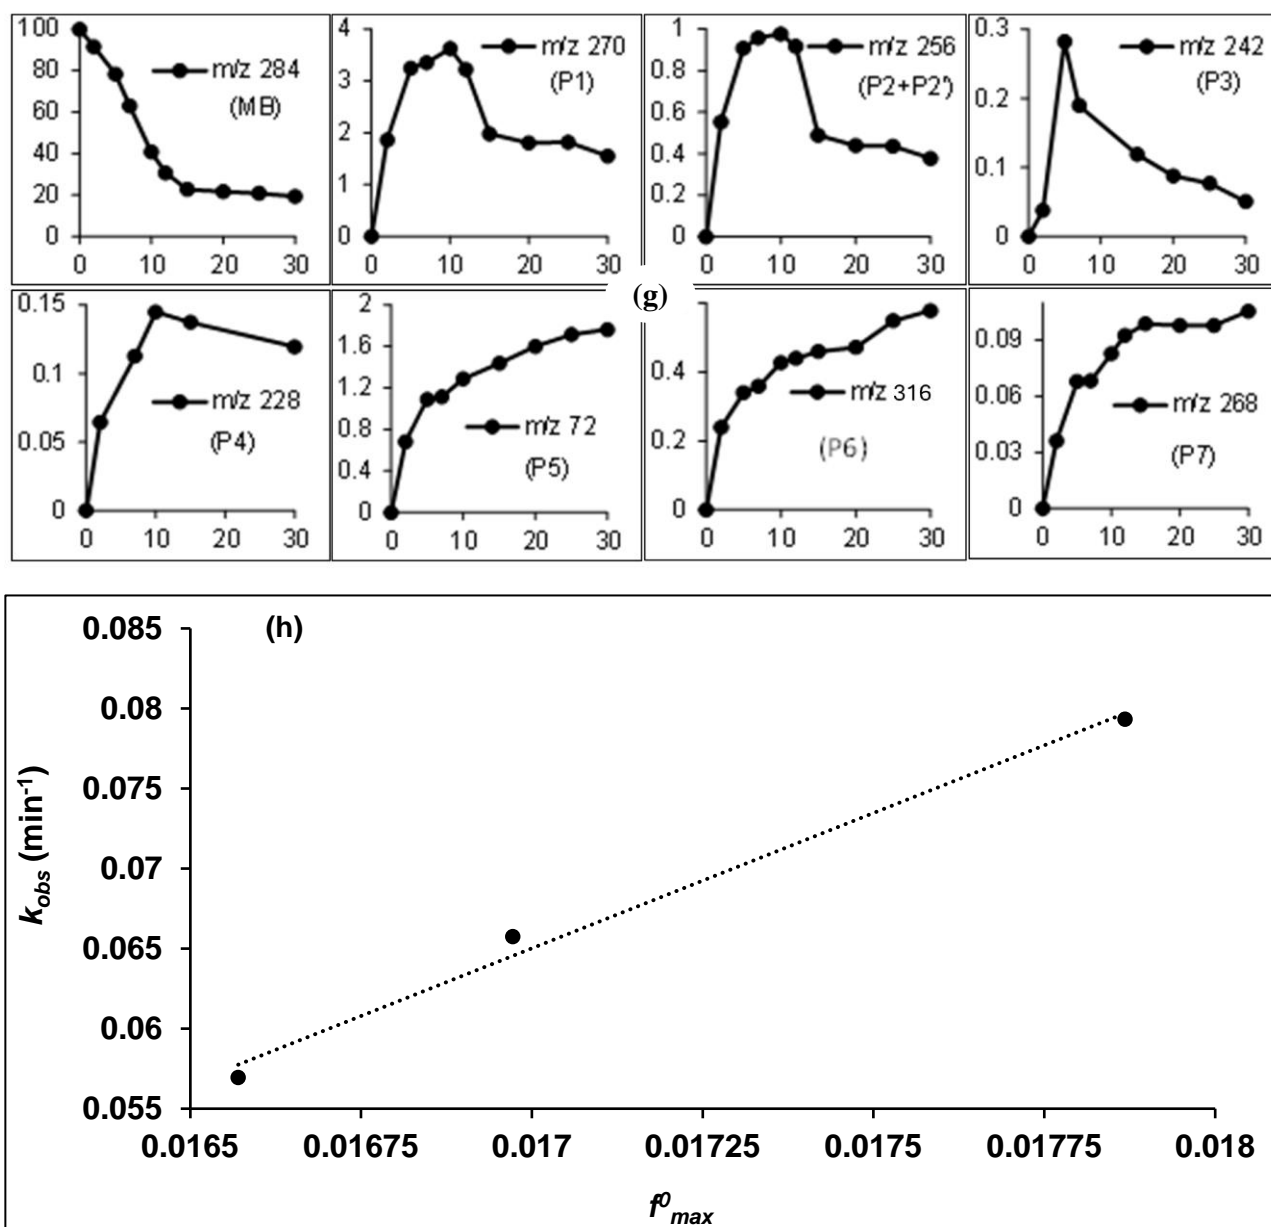 100
80
60
40
20
0
0 10 20 30
m/z 284
(MB)
4
3
2
1
0
0 10 20 30
m/z 270
(P1)
1
0.8
0.6
0.4
0.2
0
0 10 20 30
m/z 256
(P2+P2')
0.3
0.2
0.1
0
0 10 20 30
m/z 242
(P3)
(g)
0.15
0.1
0.05
0
0 10 20 30
m/z 228
(P4)
2
1.6
1.2
0.8
0.4
0
0 10 20 30
m/z 72
(P5)
0.4
0.2
0
0 10 20 30
m/z 316
(P6)
0.09
0.06
0.03
0
0 10 20 30
m/z 268
(P7)
(h)
0.085
0.08
0.075
0.07
0.065
0.06
0.055
k_obs (min⁻¹)
0.0165 0.01675 0.017 0.01725 0.0175 0.01775 0.018
f⁰_max